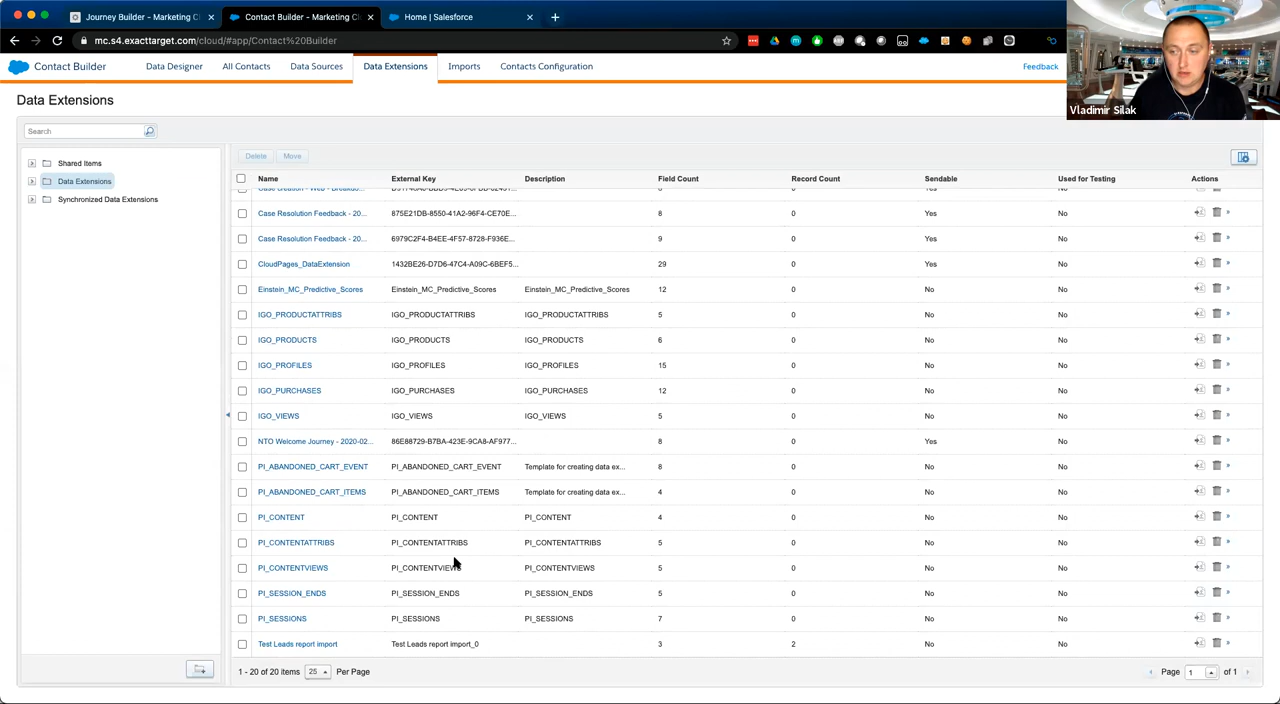 Journey Builder - Marketing Cl
Contact Builder - Marketing Cl
Home | Salesforce
mc.s4.exacttarget.com/cloud/#app/Contact%20Builder
Contact Builder
Data Designer
All Contacts
Data Sources
Data Extensions
Imports
Contacts Configuration
Feedback
Vladimir Silak
Data Extensions
Search
Shared Items
Data Extensions
Synchronized Data Extensions
Delete Move
Name External Key Description Field Count Record Count Sendable Used for Testing Actions
Case Resolution Feedback - 20... 875E21DB-8550-41A2-96F4-CE70E... 8 0 Yes No
Case Resolution Feedback - 20... 6979C2F4-B4EE-4F57-8728-F936E... 9 0 Yes No
CloudPages_DataExtension 1432BE26-D7D6-47C4-A09C-6BEF5... 29 0 Yes No
Einstein_MC_Predictive_Scores Einstein_MC_Predictive_Scores Einstein_MC_Predictive_Scores 12 0 No No
IGO_PRODUCTATTRIBS IGO_PRODUCTATTRIBS IGO_PRODUCTATTRIBS 5 0 No No
IGO_PRODUCTS IGO_PRODUCTS IGO_PRODUCTS 6 0 No No
IGO_PROFILES IGO_PROFILES IGO_PROFILES 15 0 No No
IGO_PURCHASES IGO_PURCHASES IGO_PURCHASES 12 0 No No
IGO_VIEWS IGO_VIEWS IGO_VIEWS 5 0 No No
NTO Welcome Journey - 2020-02... 86E88729-B7BA-423E-9CA8-AF977... 8 0 Yes No
PI_ABANDONED_CART_EVENT PI_ABANDONED_CART_EVENT Template for creating data ex... 8 0 No No
PI_ABANDONED_CART_ITEMS PI_ABANDONED_CART_ITEMS Template for creating data ex... 4 0 No No
PI_CONTENT PI_CONTENT PI_CONTENT 4 0 No No
PI_CONTENTATTRIBS PI_CONTENTATTRIBS PI_CONTENTATTRIBS 5 0 No No
PI_CONTENTVIEWS PI_CONTENTVIEWS PI_CONTENTVIEWS 5 0 No No
PI_SESSION_ENDS PI_SESSION_ENDS PI_SESSION_ENDS 5 0 No No
PI_SESSIONS PI_SESSIONS PI_SESSIONS 7 0 No No
Test Leads report import Test Leads report import_0 3 2 No No
1 - 20 of 20 items 25 Per Page
Page 1 of 1